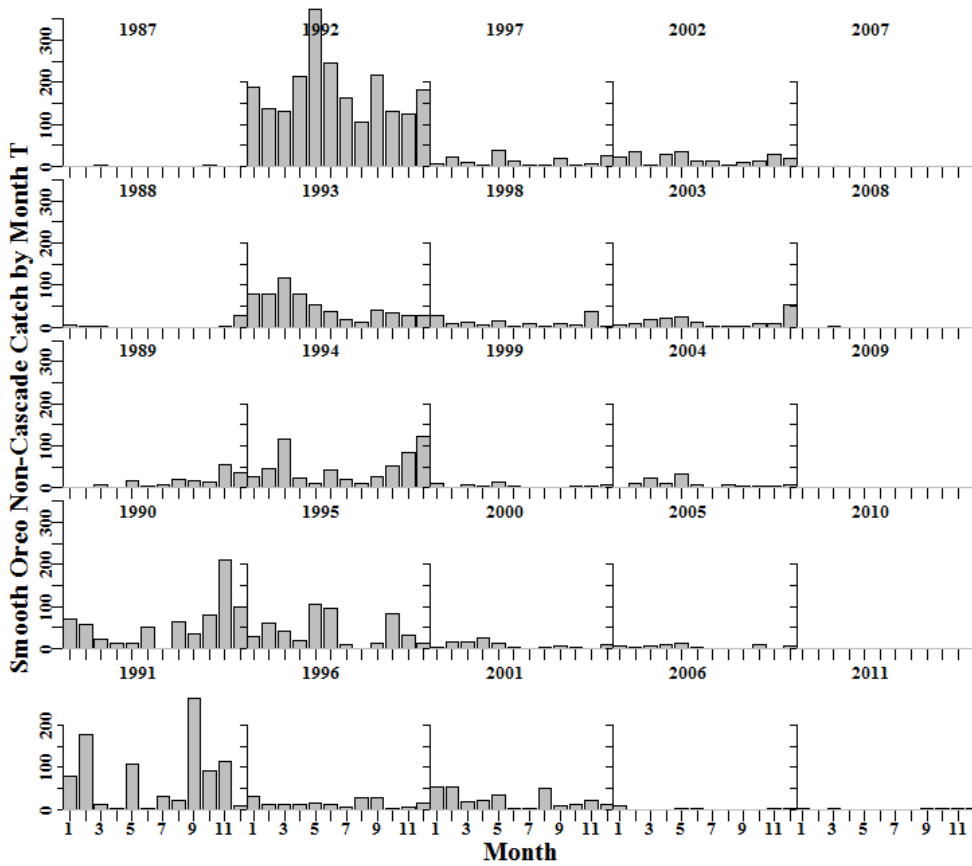 Smooth Oreo Non-Cascade Catch by Month T
1987 1992 1997 2002 2007
0 100 200 300
1988 1993 1998 2003 2008
0 100 200 300
1989 1994 1999 2004 2009
0 100 200 300
1990 1995 2000 2005 2010
0 100 200 300
1991 1996 2001 2006 2011
0 100 200
1 3 5 7 9 11 1 3 5 7 9 11 1 3 5 7 9 11 1 3 5 7 9 11 1 3 5 7 9 11
Month